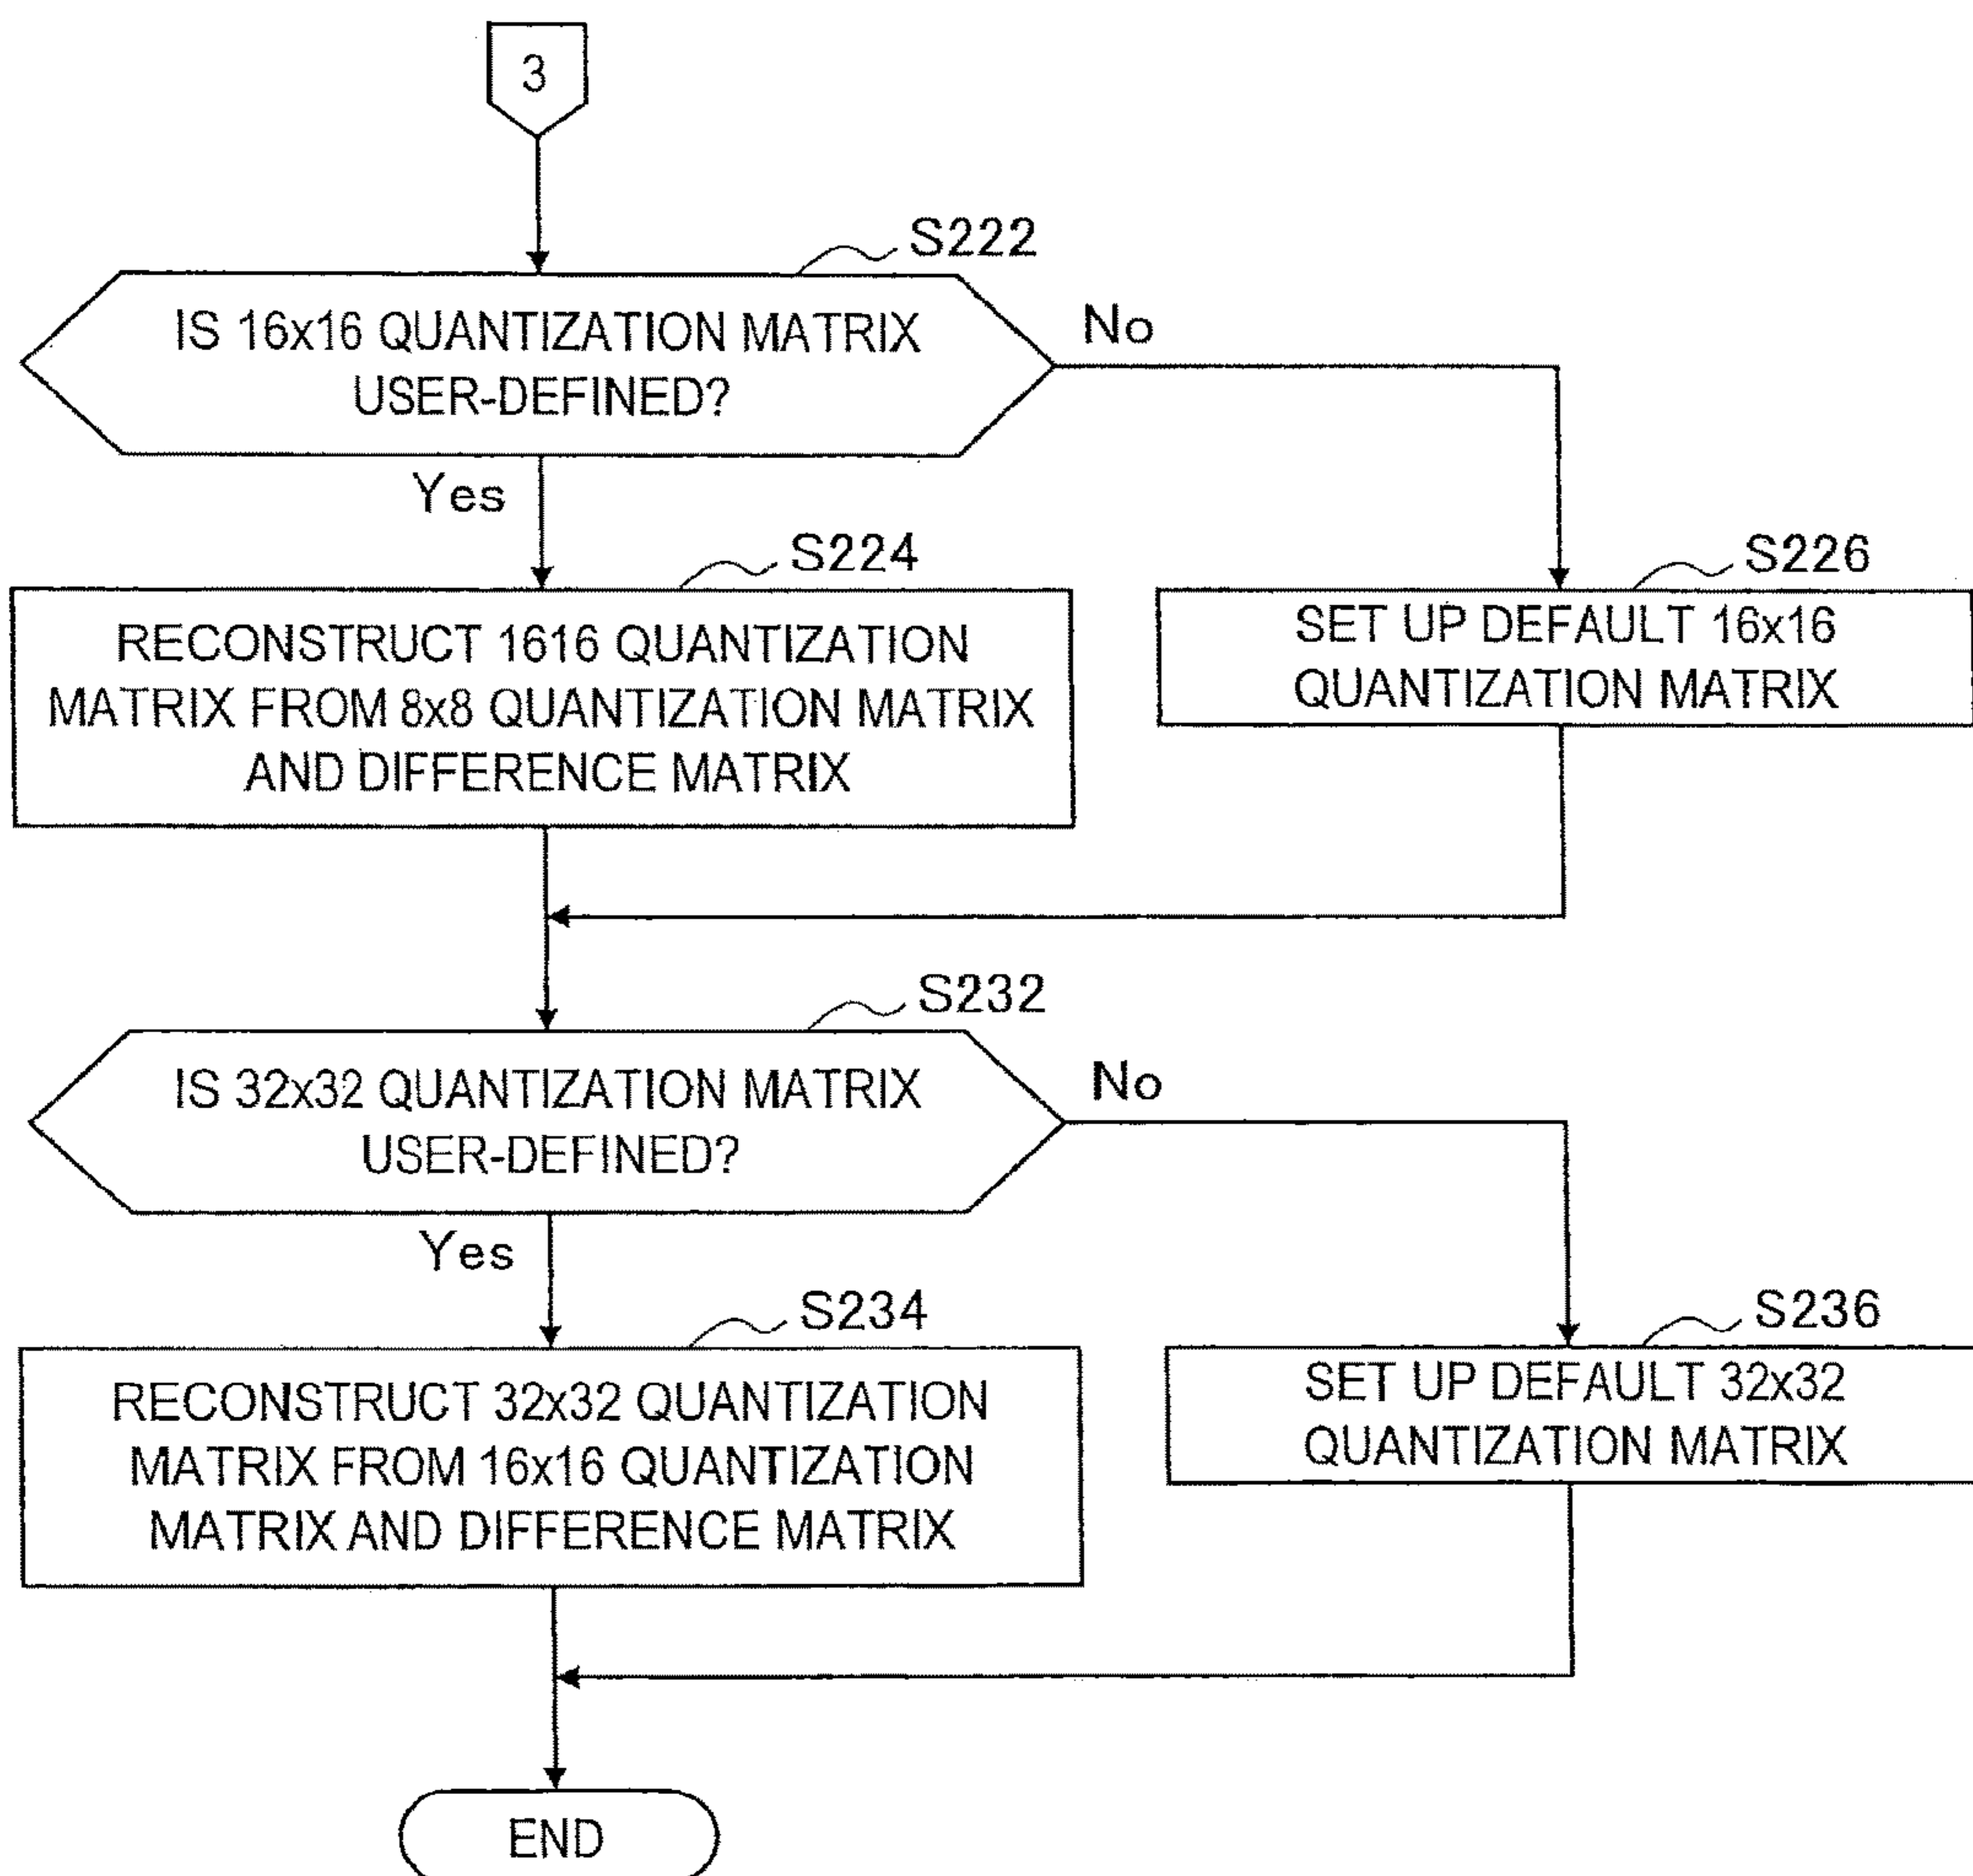 3
S222
IS 16x16 QUANTIZATION MATRIX
USER-DEFINED?
No
Yes
S224
RECONSTRUCT 1616 QUANTIZATION
MATRIX FROM 8x8 QUANTIZATION MATRIX
AND DIFFERENCE MATRIX
S226
SET UP DEFAULT 16x16
QUANTIZATION MATRIX
S232
IS 32x32 QUANTIZATION MATRIX
USER-DEFINED?
No
Yes
S234
RECONSTRUCT 32x32 QUANTIZATION
MATRIX FROM 16x16 QUANTIZATION
MATRIX AND DIFFERENCE MATRIX
S236
SET UP DEFAULT 32x32
QUANTIZATION MATRIX
END